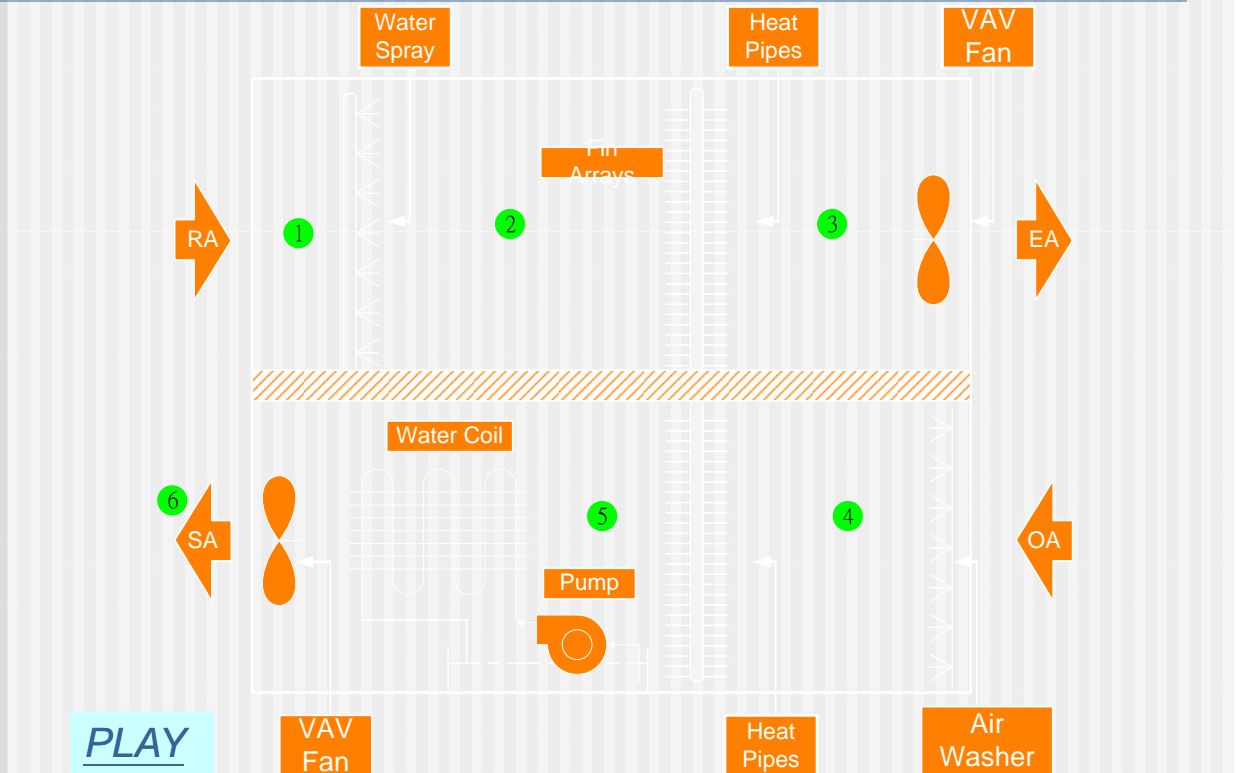 Water
Spray
Heat
Pipes
VAV
Fan
Fin
Arrays
RA
1
2
3
EA
Water Coil
6
SA
5
4
OA
Pump
PLAY
VAV
Fan
Heat
Pipes
Air
Washer